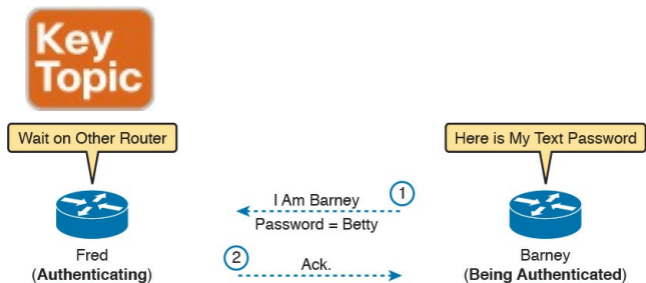 Key
Topic
Wait on Other Router
Here is My Text Password
I Am Barney
1
Password = Betty
Fred
(Authenticating)
2
Ack.
Barney
(Being Authenticated)